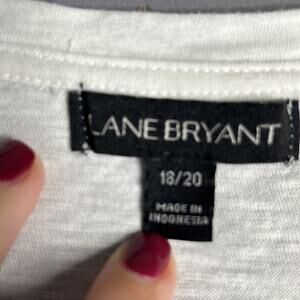 LANE BRYANT
18/20
MADE IN
INDONESIA